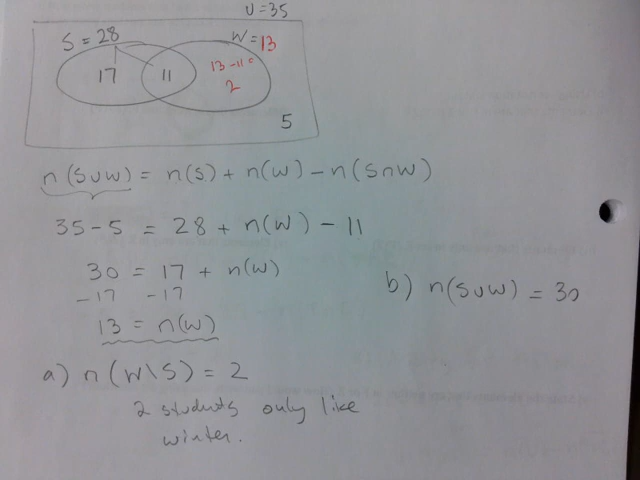 U=35
S = 28
W = 13
17
11
13 - 11 =
2
5
n(S∪W) = n(S) + n(W) - n(S∩W)
35 - 5 = 28 + n(W) - 11
30 = 17 + n(W)
-17 -17
13 = n(W)
b) n(S∪W) = 30
a) n(W\S) = 2
2 students only like
winter.